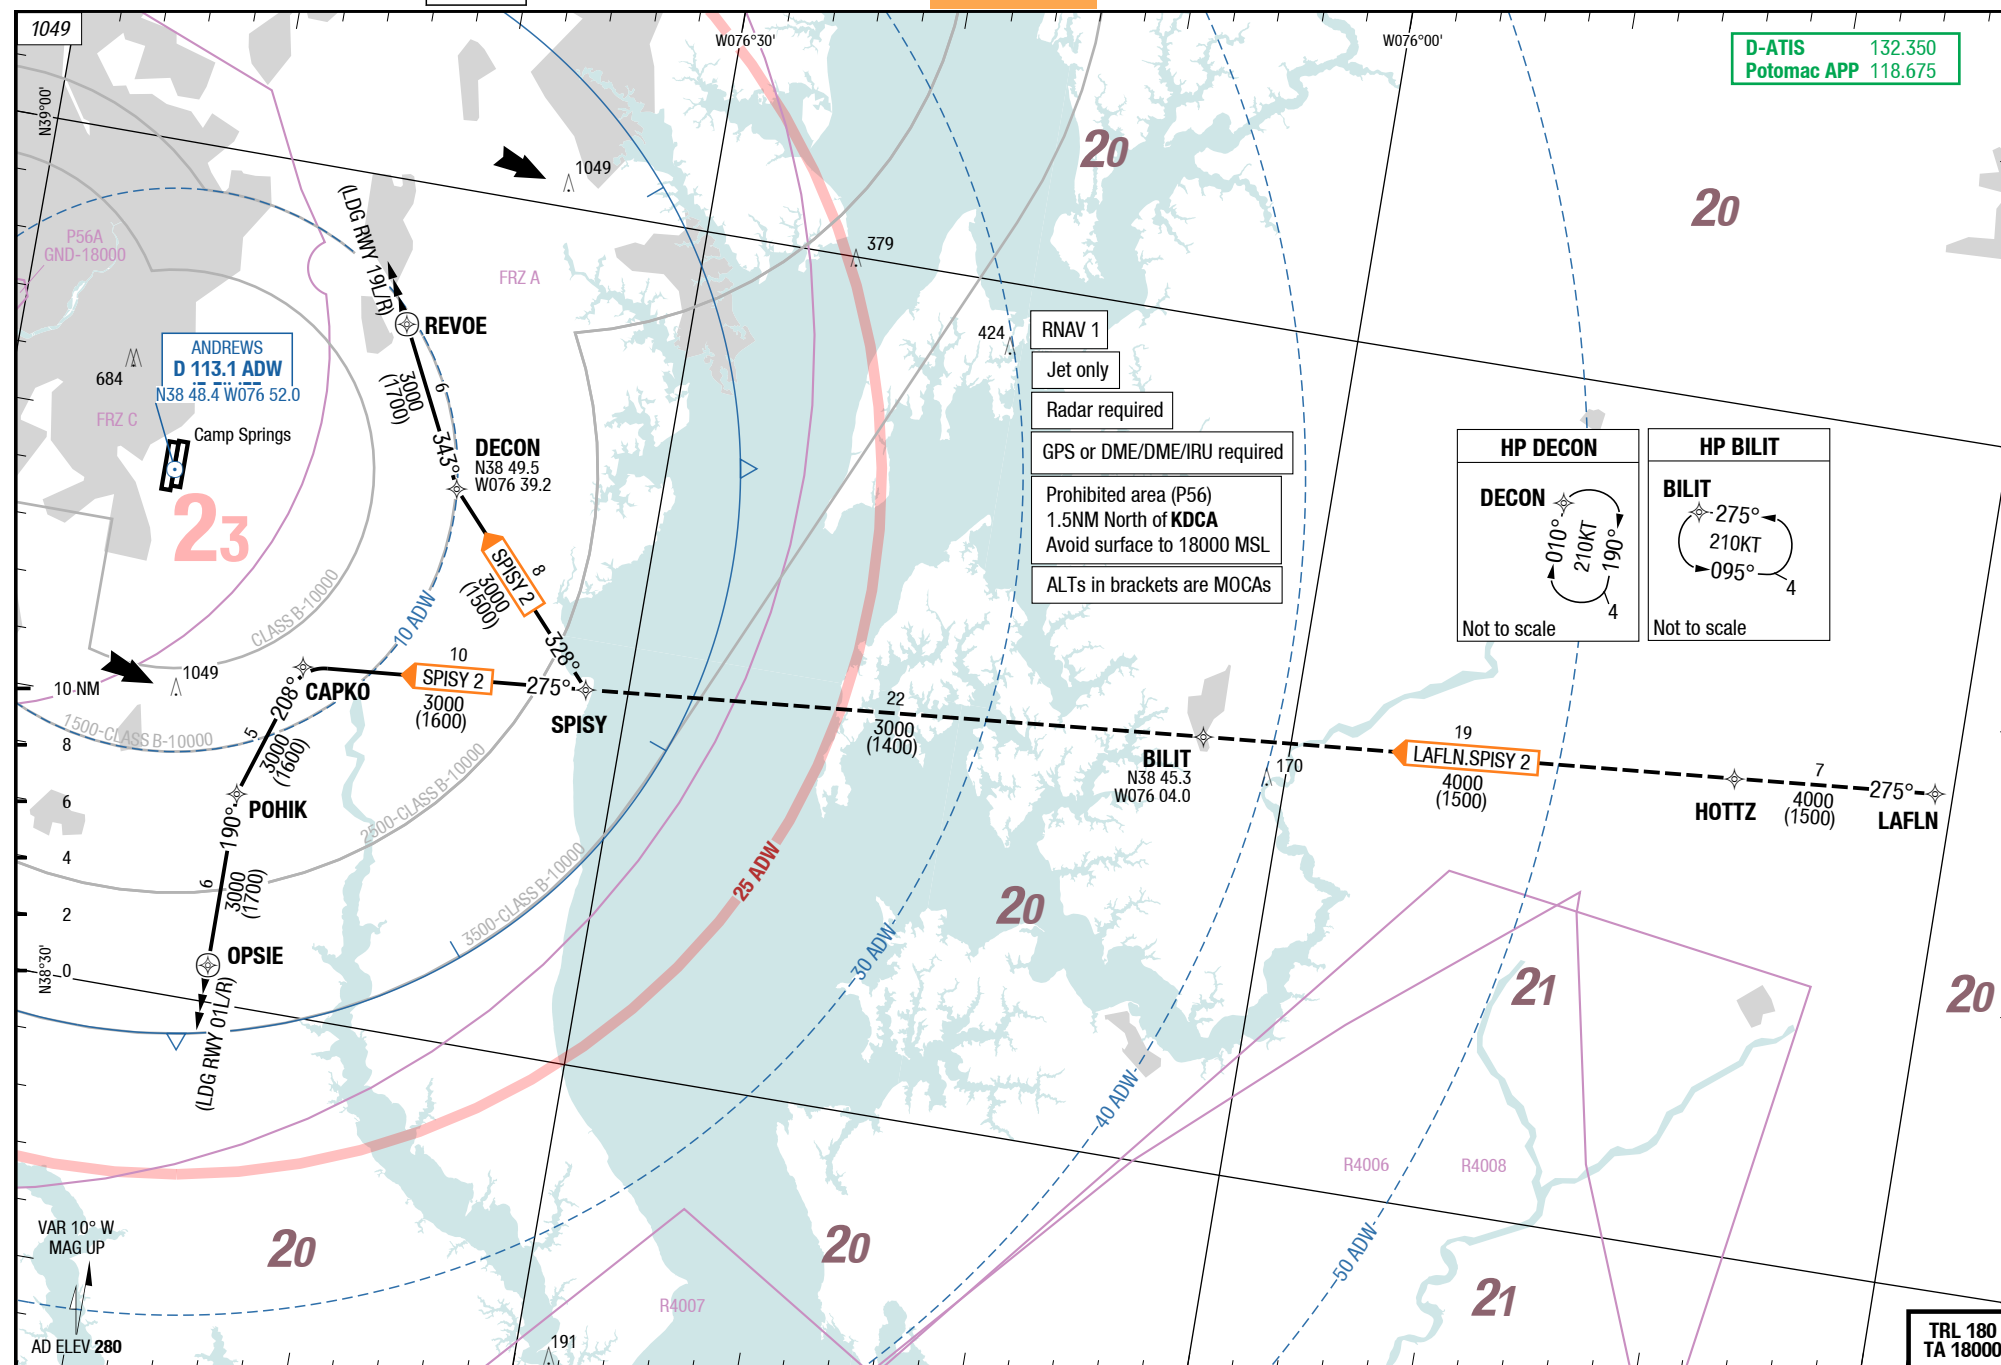 1049
W076°30'
W076°00'
D-ATIS 132.350
Potomac APP 118.675
N39°00'
1049
20
20
P56A
GND-18000
(LDG RWY 19L/R)
FRZ A
379
REVOE
424
RNAV 1
Jet only
Radar required
GPS or DME/DME/IRU required
Prohibited area (P56)
1.5NM North of KDCA
Avoid surface to 18000 MSL
ALTs in brackets are MOCAs
ANDREWS
D 113.1 ADW
N38 48.4 W076 52.0
684
FRZ C
Camp Springs
23
6
3000
(1700)
343°
DECON
N38 49.5
W076 39.2
HP DECON
DECON
010°
210KT
190°
4
Not to scale
HP BILIT
BILIT
275°
210KT
095°
4
Not to scale
SPISY 2
8
3000
(1500)
328°
CLASS B-10000
10 ADW
10 NM
8
6
4
2
0
1049
CAPKO
10
SPISY 2
3000
(1600)
275°
SPISY
22
3000
(1400)
BILIT
N38 45.3
W076 04.0
170
19
LAFLN.SPISY 2
4000
(1500)
HOTTZ
7
4000
(1500)
275°
LAFLN
208°
5
3000
(1600)
1500-CLASS B-10000
POHIK
190°
6
3000
(1700)
2500-CLASS B-10000
3500-CLASS B-10000
25 ADW
20
30 ADW
21
20
OPSIE
N38°30'
(LDG RWY 01L/R)
40 ADW
R4006
R4008
VAR 10° W
MAG UP
20
20
50 ADW
21
R4007
191
AD ELEV 280
TRL 180
TA 18000